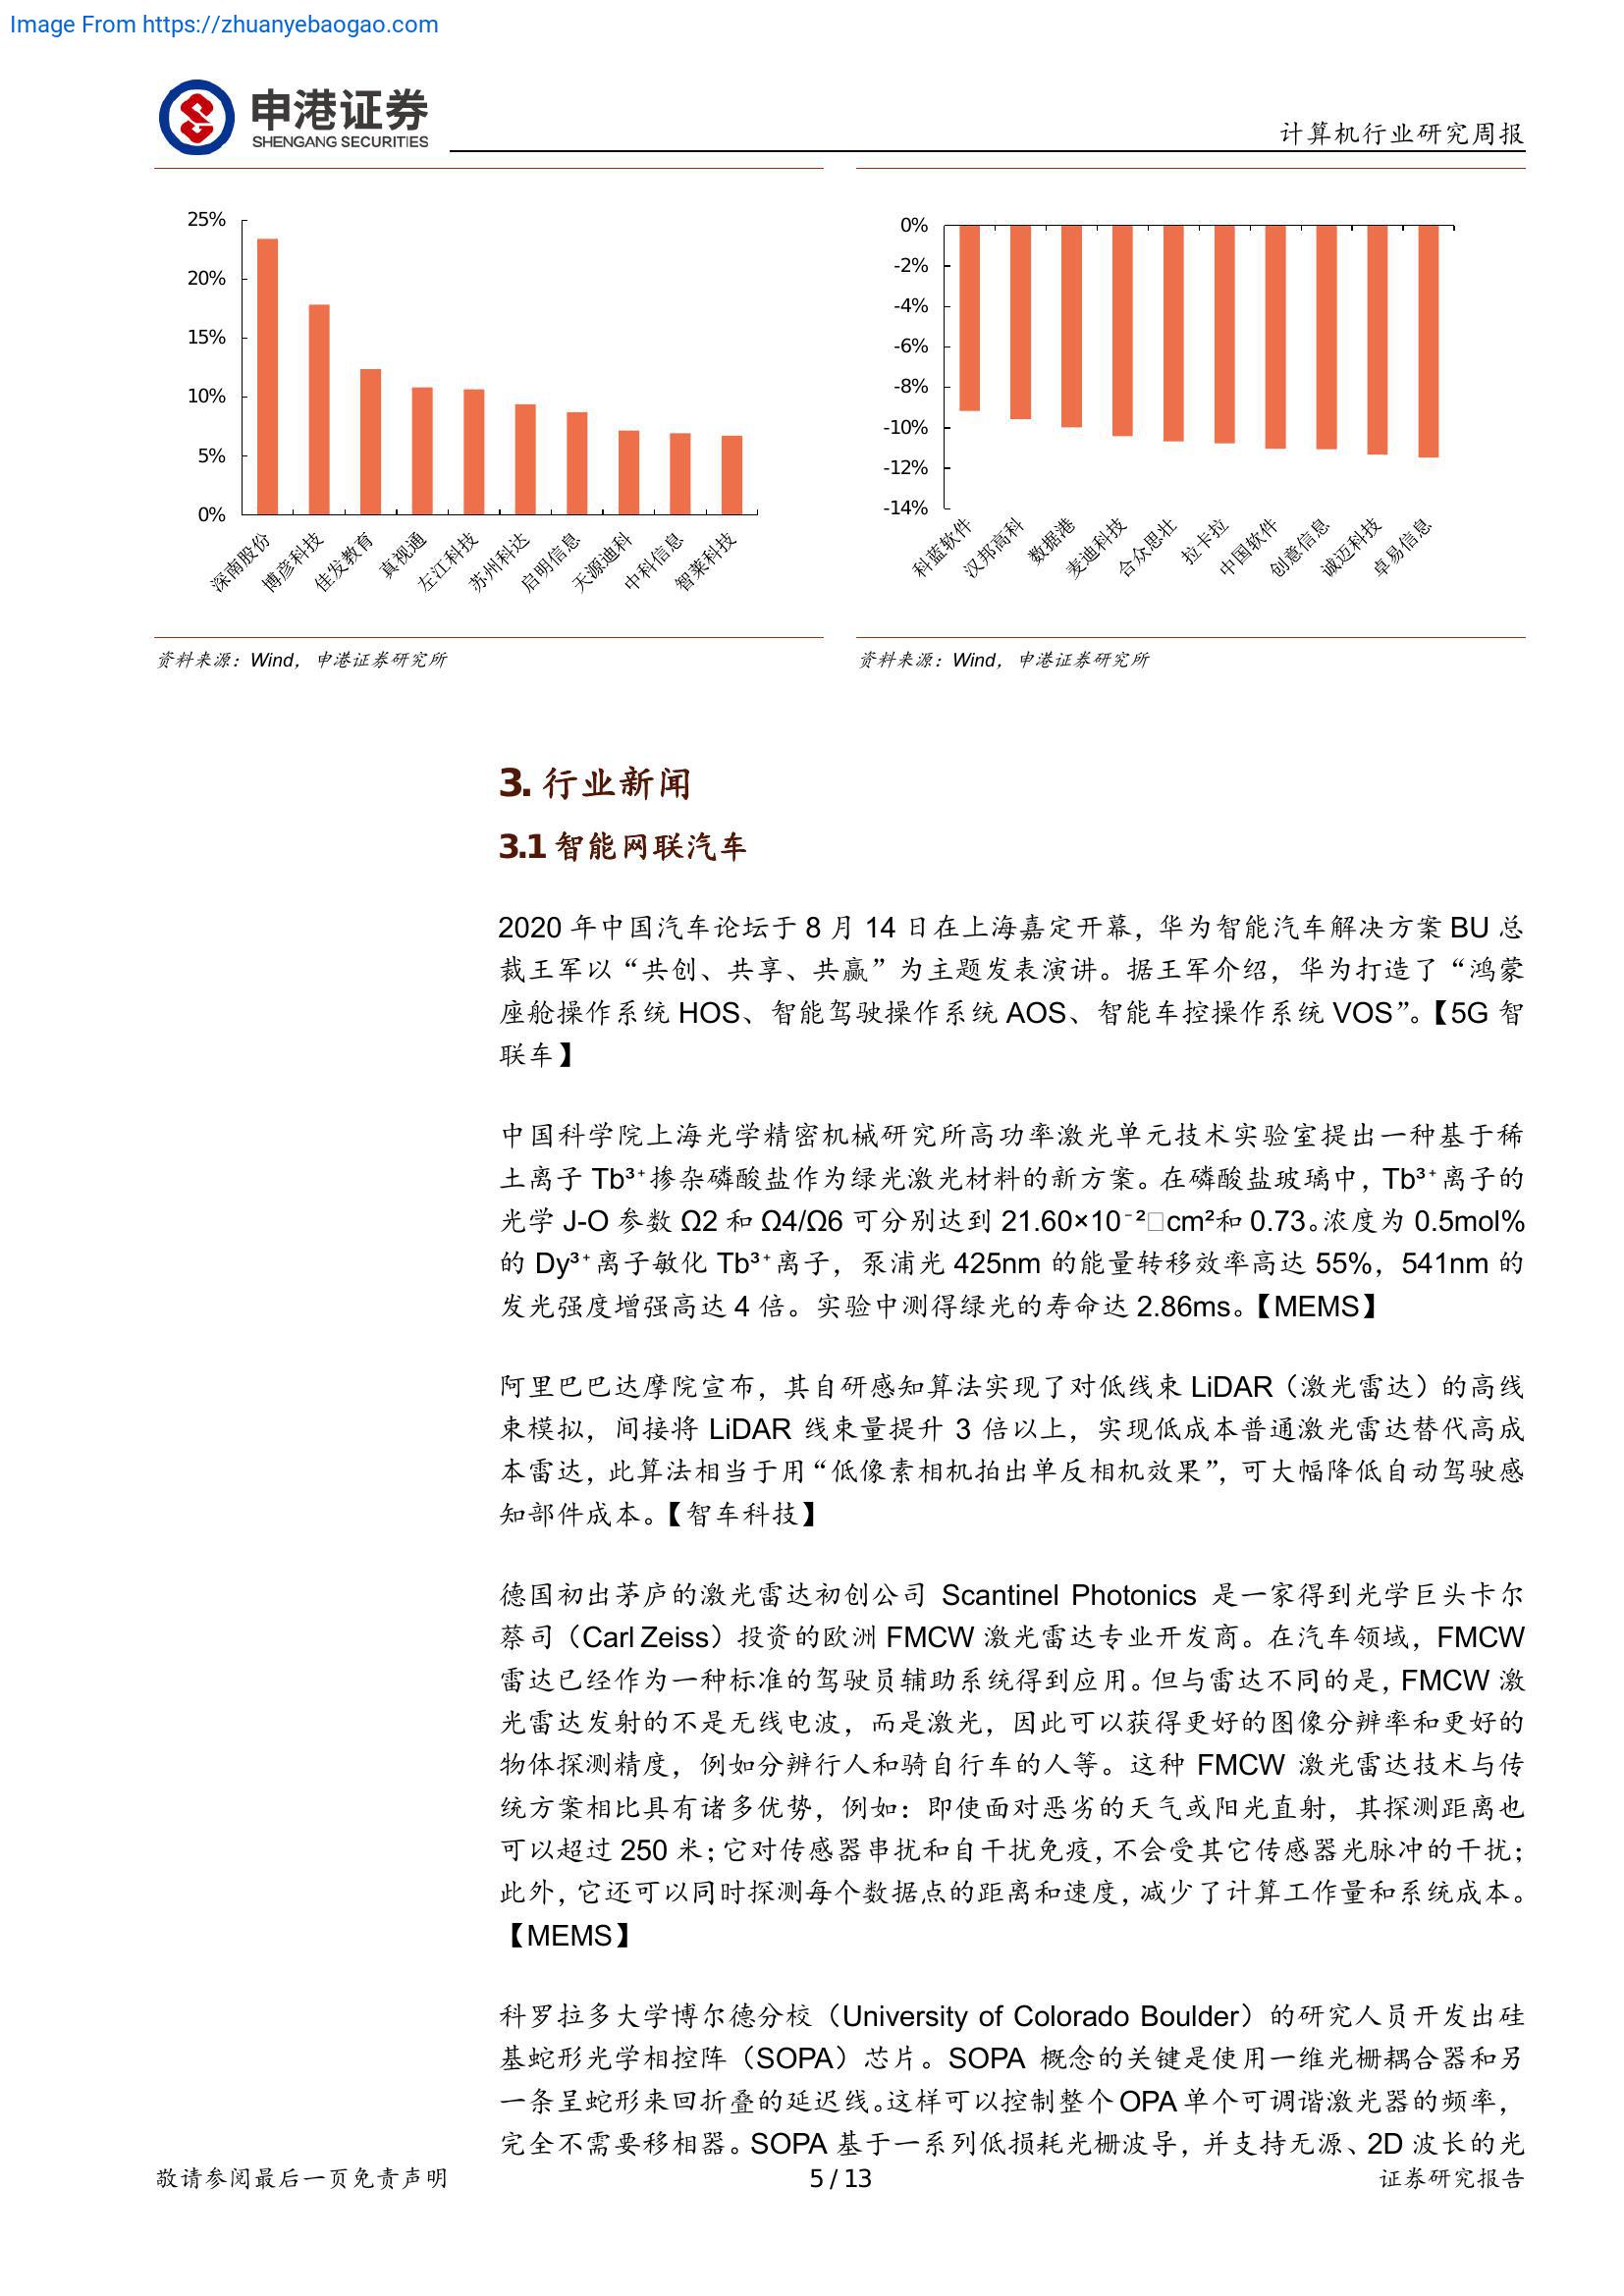 Image From https://zhuanyebaogao.com
申港证券
SHENGANG SECURITIES
计算机行业研究周报
25%
20%
15%
10%
5%
0%
深南股份
博彦科技
佳发教育
真视通
左江科技
苏州科达
启明信息
天源迪科
中科信息
智莱科技
0%
-2%
-4%
-6%
-8%
-10%
-12%
-14%
科蓝软件
汉邦高科
数据港
麦迪科技
合众思壮
拉卡拉
中国软件
创意信息
诚迈科技
卓易信息
资料来源：Wind，申港证券研究所
资料来源：Wind，申港证券研究所
3. 行业新闻
3.1 智能网联汽车
2020 年中国汽车论坛于 8 月 14 日在上海嘉定开幕，华为智能汽车解决方案 BU 总
裁王军以“共创、共享、共赢”为主题发表演讲。据王军介绍，华为打造了“鸿蒙
座舱操作系统 HOS、智能驾驶操作系统 AOS、智能车控操作系统 VOS”。【5G 智
联车】
中国科学院上海光学精密机械研究所高功率激光单元技术实验室提出一种基于稀
土离子 Tb³⁺掺杂磷酸盐作为绿光激光材料的新方案。在磷酸盐玻璃中，Tb³⁺离子的
光学 J-O 参数 Ω2 和 Ω4/Ω6 可分别达到 21.60×10⁻²□cm²和 0.73。浓度为 0.5mol%
的 Dy³⁺离子敏化 Tb³⁺离子，泵浦光 425nm 的能量转移效率高达 55%，541nm 的
发光强度增强高达 4 倍。实验中测得绿光的寿命达 2.86ms。【MEMS】
阿里巴巴达摩院宣布，其自研感知算法实现了对低线束 LiDAR（激光雷达）的高线
束模拟，间接将 LiDAR 线束量提升 3 倍以上，实现低成本普通激光雷达替代高成
本雷达，此算法相当于用“低像素相机拍出单反相机效果”，可大幅降低自动驾驶感
知部件成本。【智车科技】
德国初出茅庐的激光雷达初创公司 Scantinel Photonics 是一家得到光学巨头卡尔
蔡司（Carl Zeiss）投资的欧洲 FMCW 激光雷达专业开发商。在汽车领域，FMCW
雷达已经作为一种标准的驾驶员辅助系统得到应用。但与雷达不同的是，FMCW 激
光雷达发射的不是无线电波，而是激光，因此可以获得更好的图像分辨率和更好的
物体探测精度，例如分辨行人和骑自行车的人等。这种 FMCW 激光雷达技术与传
统方案相比具有诸多优势，例如：即使面对恶劣的天气或阳光直射，其探测距离也
可以超过 250 米；它对传感器串扰和自干扰免疫，不会受其它传感器光脉冲的干扰；
此外，它还可以同时探测每个数据点的距离和速度，减少了计算工作量和系统成本。
【MEMS】
科罗拉多大学博尔德分校（University of Colorado Boulder）的研究人员开发出硅
基蛇形光学相控阵（SOPA）芯片。SOPA 概念的关键是使用一维光栅耦合器和另
一条呈蛇形来回折叠的延迟线。这样可以控制整个 OPA 单个可调谐激光器的频率，
完全不需要移相器。SOPA 基于一系列低损耗光栅波导，并支持无源、2D 波长的光
敬请参阅最后一页免责声明
5 / 13
证券研究报告